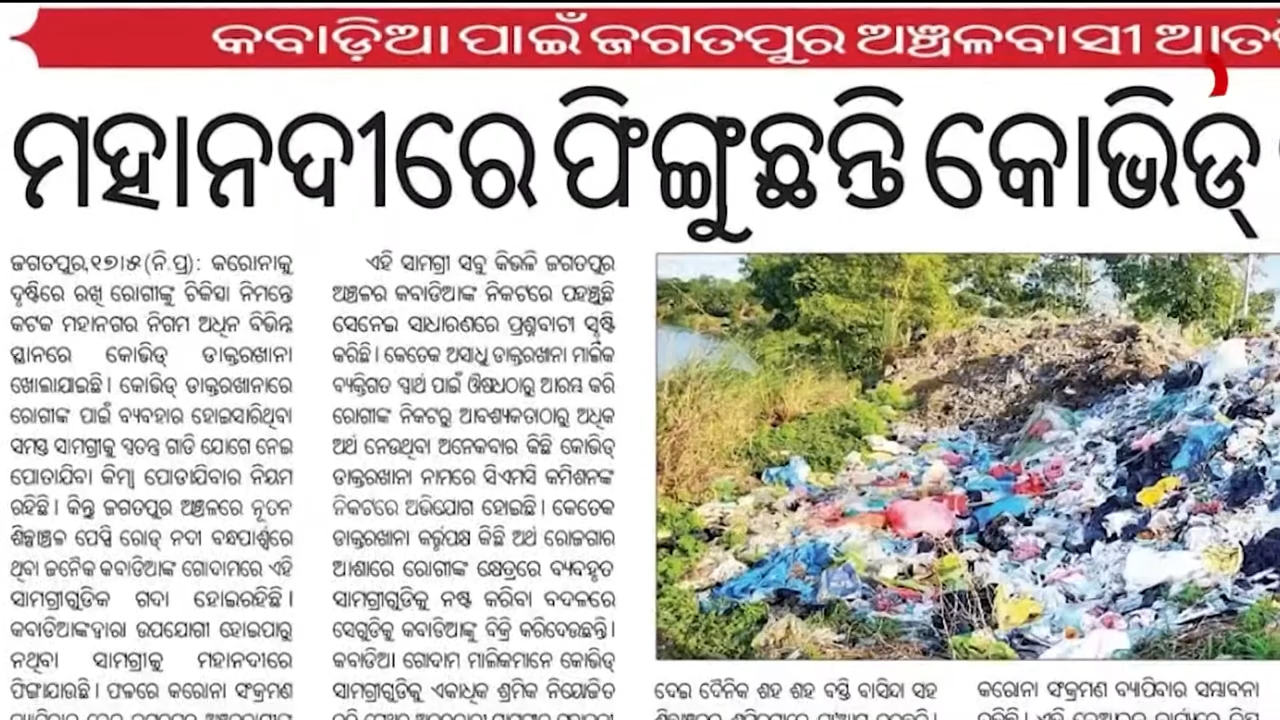 କବାଡ଼ିଆ ପାଇଁ ଜଗତପୁର ଅଞ୍ଚଳବାସୀ
ମହାନଦୀରେ ଫିଙ୍ଗୁଛନ୍ତି କୋଭିଡ୍
ଜଗତପୁର,୧୭।୫(ନି.ପ୍ର): କରୋନାକୁ
ଦୃଷ୍ଟିରେ ରଖି ରୋଗୀଙ୍କୁ ଚିକିତ୍ସା ନିମନ୍ତେ
କଟକ ମହାନଗର ନିଗମ ଅଧିନ ବିଭିନ୍ନ
ସ୍ଥାନରେ କୋଭିଡ୍ ଡାକ୍ତରଖାନା
ଖୋଲାଯାଇଛି। କୋଭିଡ୍ ଡାକ୍ତରଖାନାରେ
ରୋଗୀଙ୍କ ପାଇଁ ବ୍ୟବହାର ହୋଇସାରିଥିବା
ସମସ୍ତ ସାମଗ୍ରୀକୁ ସ୍ୱତନ୍ତ୍ର ଗାଡି ଯୋଗେ ନେଇ
ପୋତାଯିବା କିମ୍ବା ପୋଡାଯିବାର ନିୟମ
ରହିଛି। କିନ୍ତୁ ଜଗତପୁର ଅଞ୍ଚଳରେ ନୂତନ
ଶିଳ୍ପାଞ୍ଚଳ ପେପ୍ସି ରୋଡ୍ ନଦୀ ବନ୍ଧପାର୍ଶ୍ୱରେ
ଥିବା ଜନୈକ କବାଡିଆଙ୍କ ଗୋଦାମରେ ଏହି
ସାମଗ୍ରୀଗୁଡିକ ଗଦା ହୋଇରହିଛି।
କବାଡିଆଙ୍କଦ୍ୱାରା ଉପଯୋଗୀ ହୋଇପାରୁ
ନଥିବା ସାମଗ୍ରୀକୁ ମହାନଦୀରେ
ଫିଙ୍ଗାଯାଉଛି। ଫଳରେ କରୋନା ସଂକ୍ରମଣ
ଏହି ସାମଗ୍ରୀ ସବୁ କିଭଳି ଜଗତପୁର
ଅଞ୍ଚଳର କବାଡିଆଙ୍କ ନିକଟରେ ପହଞ୍ଚୁଛି
ସେନେଇ ସାଧାରଣରେ ପ୍ରଶ୍ନବାଚୀ ସୃଷ୍ଟି
କରିଛି। କେତେକ ଅସାଧୁ ଡାକ୍ତରଖାନା ମାଲିକ
ବ୍ୟକ୍ତିଗତ ସ୍ୱାର୍ଥ ପାଇଁ ଔଷଧଠାରୁ ଆରମ୍ଭ କରି
ରୋଗୀଙ୍କ ନିକଟରୁ ଆବଶ୍ୟକତାଠାରୁ ଅଧିକ
ଅର୍ଥ ନେଉଥିବା ଅନେକବାର କିଛି କୋଭିଡ୍
ଡାକ୍ତରଖାନା ନାମରେ ସିଏମସି କମିଶନଙ୍କ
ନିକଟରେ ଅଭିଯୋଗ ହୋଇଛି। କେତେକ
ଡାକ୍ତରଖାନା କର୍ତ୍ତୃପକ୍ଷ କିଛି ଅର୍ଥ ରୋଜଗାର
ଆଶାରେ ରୋଗୀଙ୍କ କ୍ଷେତ୍ରରେ ବ୍ୟବହୃତ
ସାମଗ୍ରୀଗୁଡିକୁ ନଷ୍ଟ କରିବା ବଦଳରେ
ସେଗୁଡିକୁ କବାଡିଆଙ୍କୁ ବିକ୍ରି କରିଦେଉଛନ୍ତି।
କବାଡିଆ ଗୋଦାମ ମାଲିକମାନେ କୋଭିଡ୍
ସାମଗ୍ରୀଗୁଡିକୁ ଏକାଧିକ ଶ୍ରମିକ ନିୟୋଜିତ
ଦେଇ ଦୈନିକ ଶହ ଶହ ବସ୍ତି ବାସିନ୍ଦା ସହ
କରୋନା ସଂକ୍ରମଣ ବ୍ୟାପିବାର ସମ୍ଭାବନା